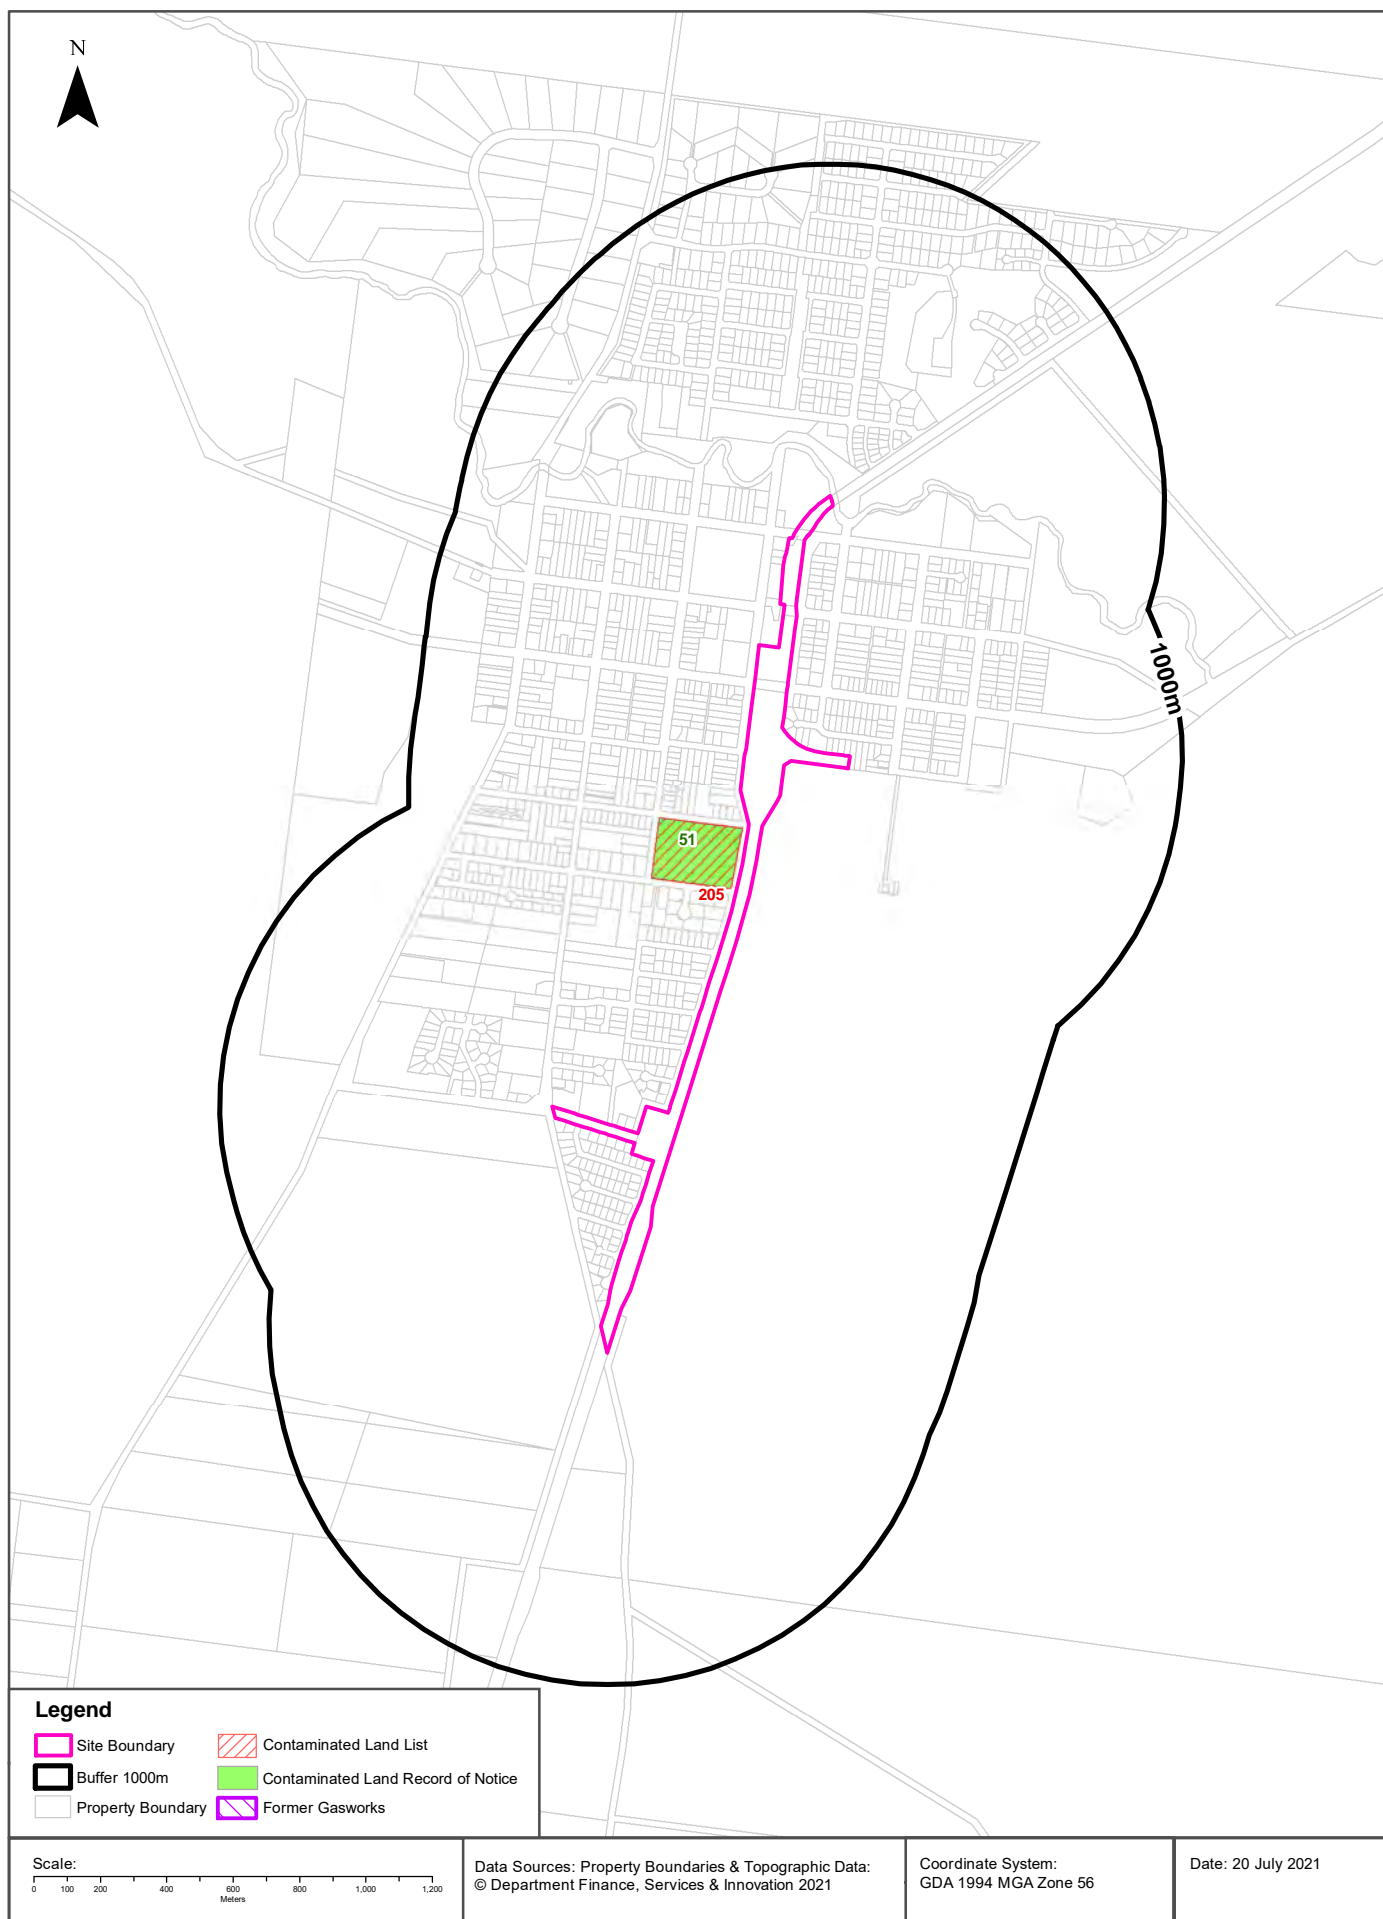 N
1000m
51
205
Legend
Site Boundary
Contaminated Land List
Buffer 1000m
Contaminated Land Record of Notice
Property Boundary
Former Gasworks
Scale:
0 100 200 400 600 800 1,000 1,200
Meters
Data Sources: Property Boundaries & Topographic Data:
© Department Finance, Services & Innovation 2021
Coordinate System:
GDA 1994 MGA Zone 56
Date: 20 July 2021